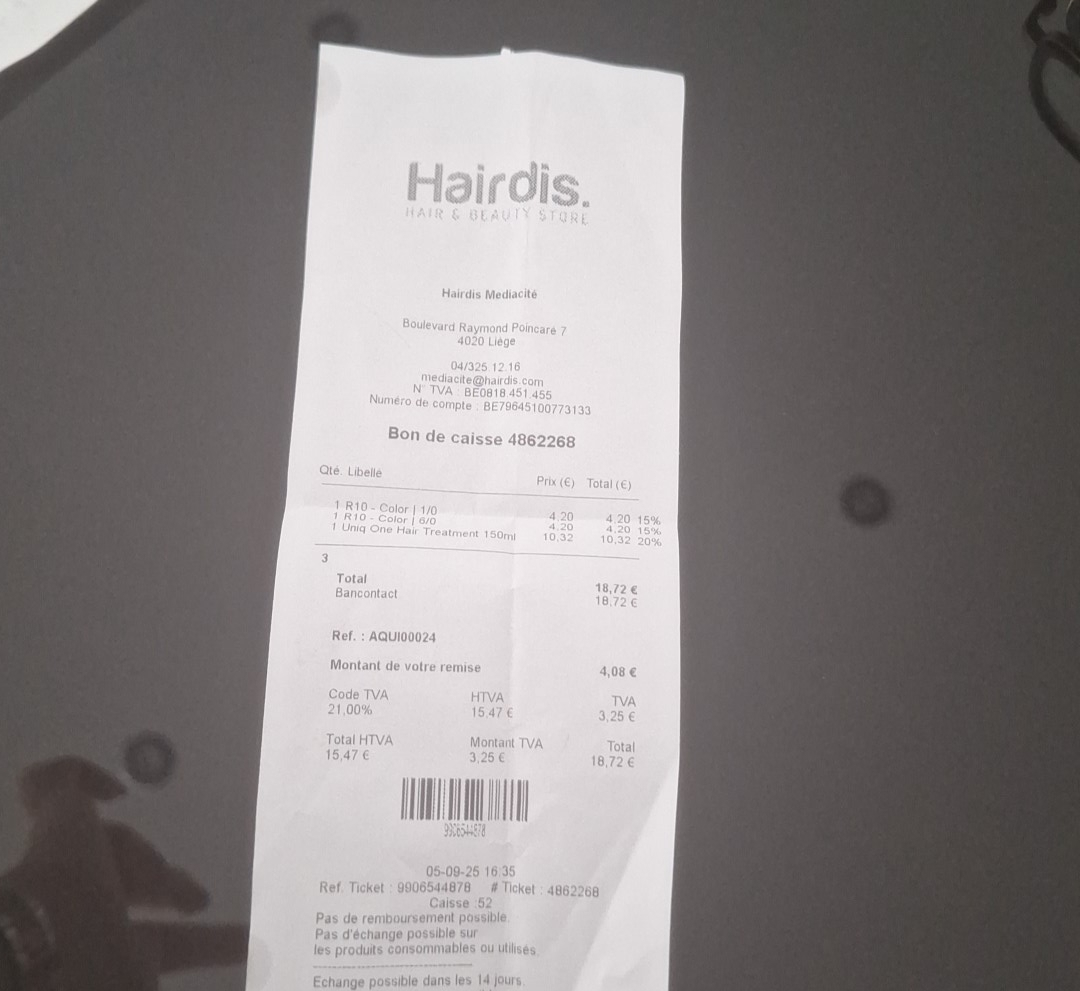 Hairdis.
HAIR & BEAUTY STORE
Hairdis Mediacité
Boulevard Raymond Poincaré 7
4020 Liège
04/325.12.16
mediacite@hairdis.com
N° TVA : BE0818.451.455
Numéro de compte : BE79645100773133
Bon de caisse 4862268
Qté. Libellé Prix (€) Total (€)
1 R10 - Color | 1/0 4,20 4,20 15%
1 R10 - Color | 6/0 4,20 4,20 15%
1 Uniq One Hair Treatment 150ml 10,32 10,32 20%
3
Total 18,72 €
Bancontact 18,72 €
Ref. : AQUI00024
Montant de votre remise 4,08 €
Code TVA HTVA TVA
21,00% 15,47 € 3,25 €
Total HTVA Montant TVA Total
15,47 € 3,25 € 18,72 €
9906544878
05-09-25 16:35
Ref. Ticket : 9906544878 # Ticket : 4862268
Caisse :52
Pas de remboursement possible.
Pas d'échange possible sur
les produits consommables ou utilisés.
Echange possible dans les 14 jours.